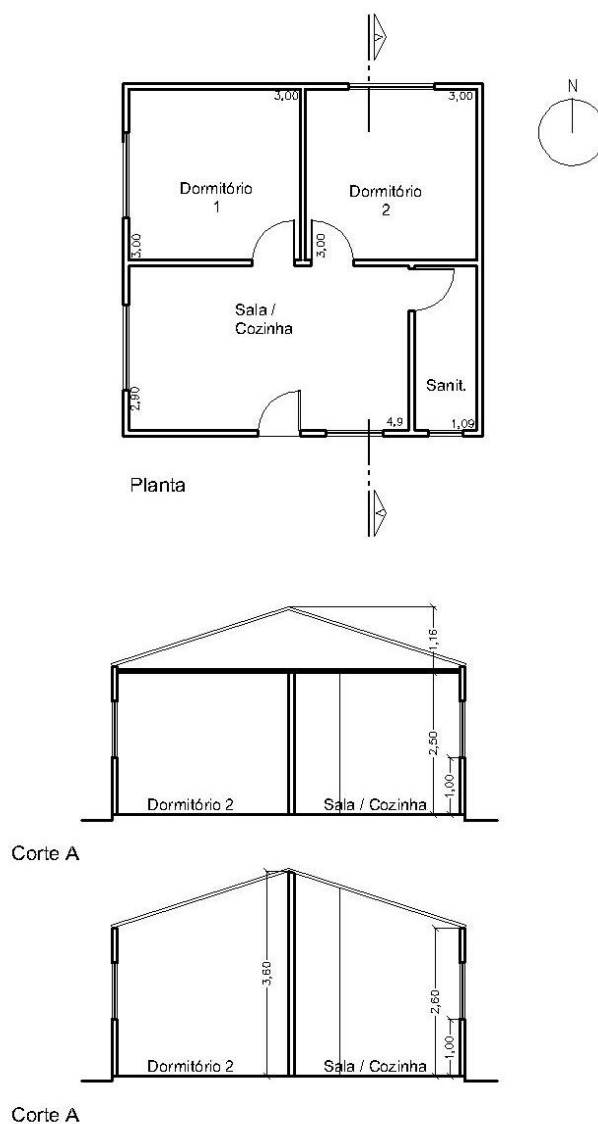 A
N
3,00
3,00
Dormitório
1
Dormitório
2
3,00
3,00
Sala /
Cozinha
Sanit.
2,90
4,9
1,09
Planta
A
1,16
2,50
1,00
Dormitório 2
Sala / Cozinha
Corte A
3,60
2,60
1,00
Dormitório 2
Sala / Cozinha
Corte A